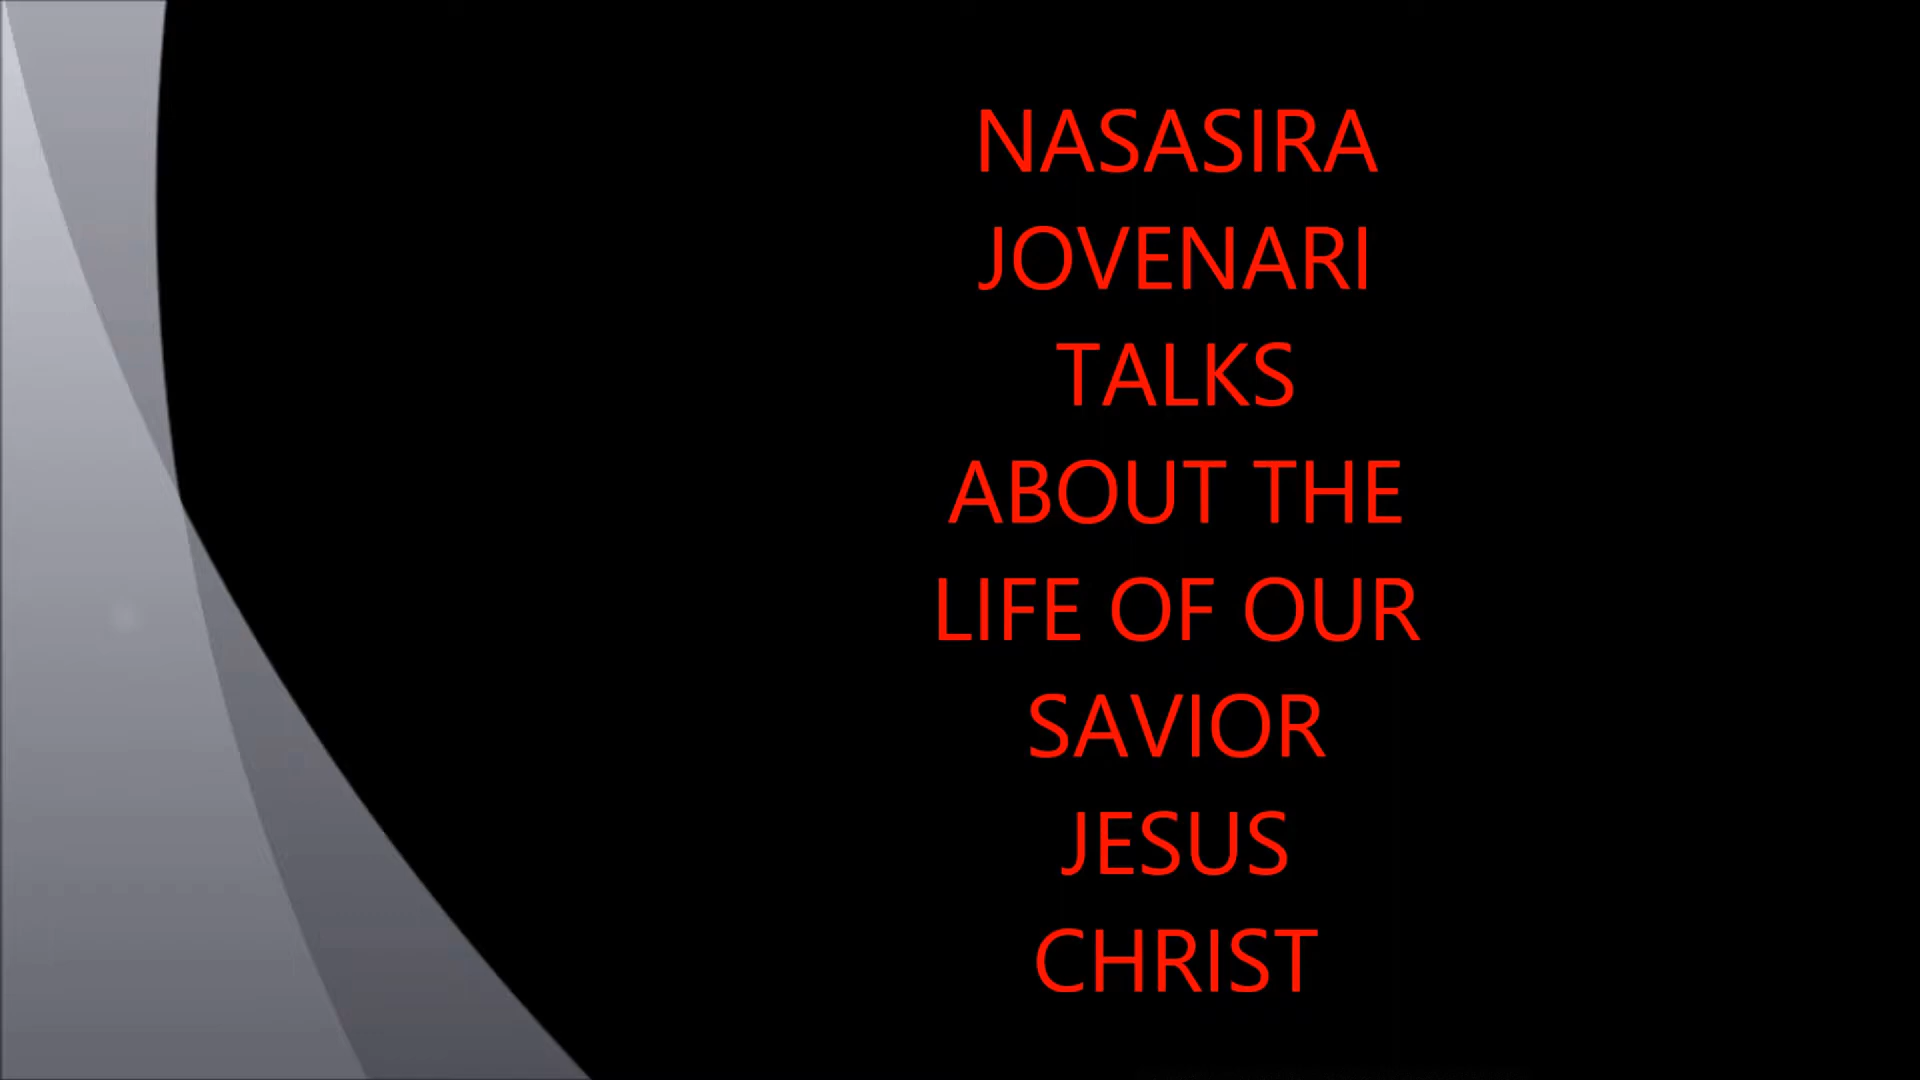 NASASIRA
JOVENARI
TALKS
ABOUT THE
LIFE OF OUR
SAVIOR
JESUS
CHRIST